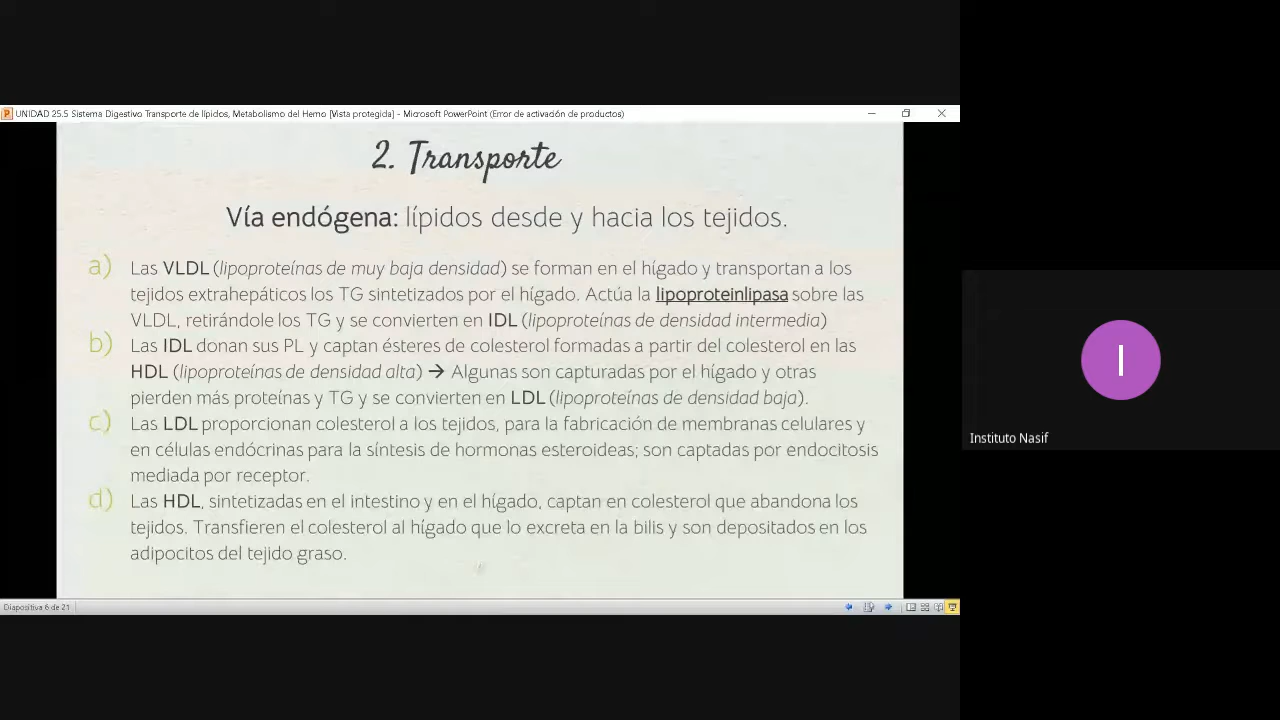 UNIDAD 25.5 Sistema Digestivo Transporte de lípidos, Metabolismo del Hemo [Vista protegida] - Microsoft PowerPoint (Error de activación de productos)
2. Transporte
Vía endógena: lípidos desde y hacia los tejidos.
a) Las VLDL (lipoproteínas de muy baja densidad) se forman en el hígado y transportan a los
tejidos extrahepáticos los TG sintetizados por el hígado. Actúa la lipoproteinlipasa sobre las
VLDL, retirándole los TG y se convierten en IDL (lipoproteínas de densidad intermedia)
b) Las IDL donan sus PL y captan ésteres de colesterol formadas a partir del colesterol en las
HDL (lipoproteínas de densidad alta) → Algunas son capturadas por el hígado y otras
pierden más proteínas y TG y se convierten en LDL (lipoproteínas de densidad baja).
c) Las LDL proporcionan colesterol a los tejidos, para la fabricación de membranas celulares y
en células endócrinas para la síntesis de hormonas esteroideas; son captadas por endocitosis
mediada por receptor.
d) Las HDL, sintetizadas en el intestino y en el hígado, captan en colesterol que abandona los
tejidos. Transfieren el colesterol al hígado que lo excreta en la bilis y son depositados en los
adipocitos del tejido graso.
Diapositiva 6 de 21
I
Instituto Nasif